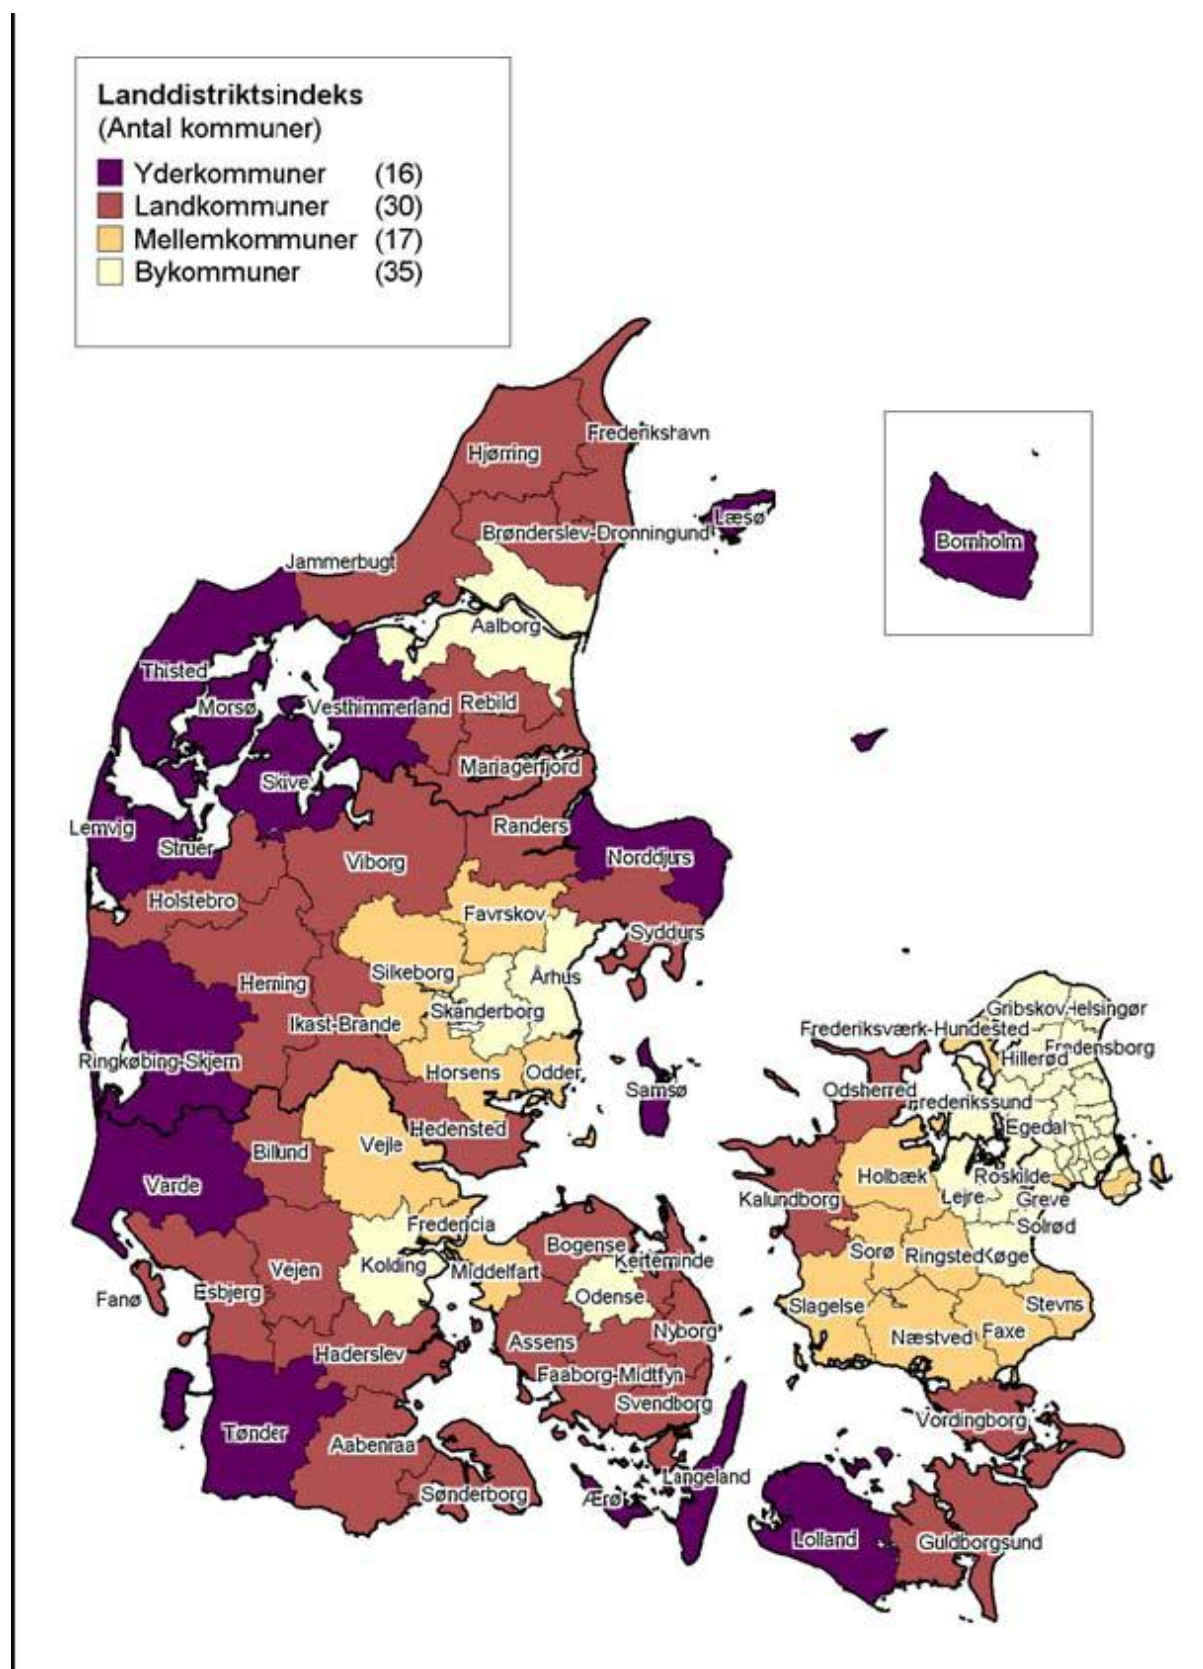 Landdistriktsindeks
(Antal kommuner)
Yderkommuner (16)
Landkommuner (30)
Mellemkommuner (17)
Bykommuner (35)
Frederikshavn
Hjørring
Læsø
Brønderslev-Dronninglund
Bornholm
Jammerbugt
Aalborg
Thisted
Rebild
Morsø
Vesthimmerland
Mariagerfjord
Skive
Lemvig
Randers
Struer
Norddjurs
Viborg
Holstebro
Favrskov
Syddjurs
Silkeborg
Århus
Herning
Skanderborg
Gribskov
Helsingør
Ikast-Brande
Frederiksværk-Hundested
Fredensborg
Hillerød
Ringkøbing-Skjern
Horsens
Odder
Samsø
Odsherred
Frederikssund
Hedensted
Egedal
Vejle
Billund
Varde
Holbæk
Roskilde
Kalundborg
Lejre
Greve
Fredericia
Solrød
Bogense
Kerteminde
Sorø
Ringsted
Køge
Kolding
Middelfart
Vejen
Esbjerg
Fanø
Odense
Slagelse
Stevns
Nyborg
Næstved
Faxe
Assens
Haderslev
Faaborg-Midtfyn
Svendborg
Vordingborg
Tønder
Aabenraa
Langeland
Sønderborg
Ærø
Lolland
Guldborgsund